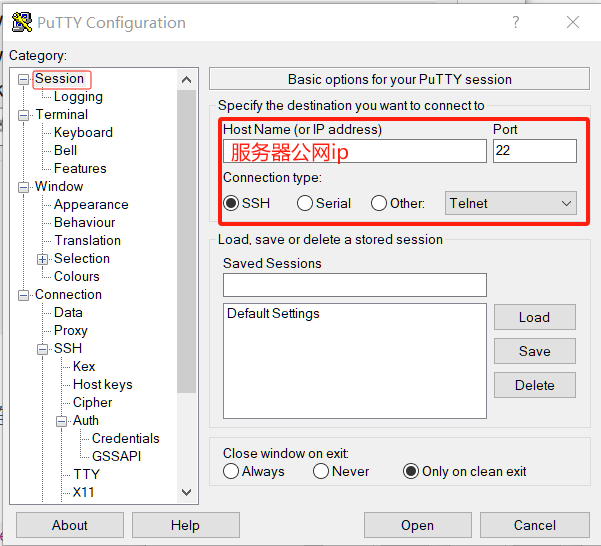 PuTTY Configuration
Category:
Session
Logging
Terminal
Keyboard
Bell
Features
Window
Appearance
Behaviour
Translation
Selection
Colours
Connection
Data
Proxy
SSH
Kex
Host keys
Cipher
Auth
Credentials
GSSAPI
TTY
X11
Basic options for your PuTTY session
Specify the destination you want to connect to
Host Name (or IP address) Port
服务器公网ip 22
Connection type:
SSH Serial Other: Telnet
Load, save or delete a stored session
Saved Sessions
Default Settings
Load
Save
Delete
Close window on exit:
Always Never Only on clean exit
About Help Open Cancel